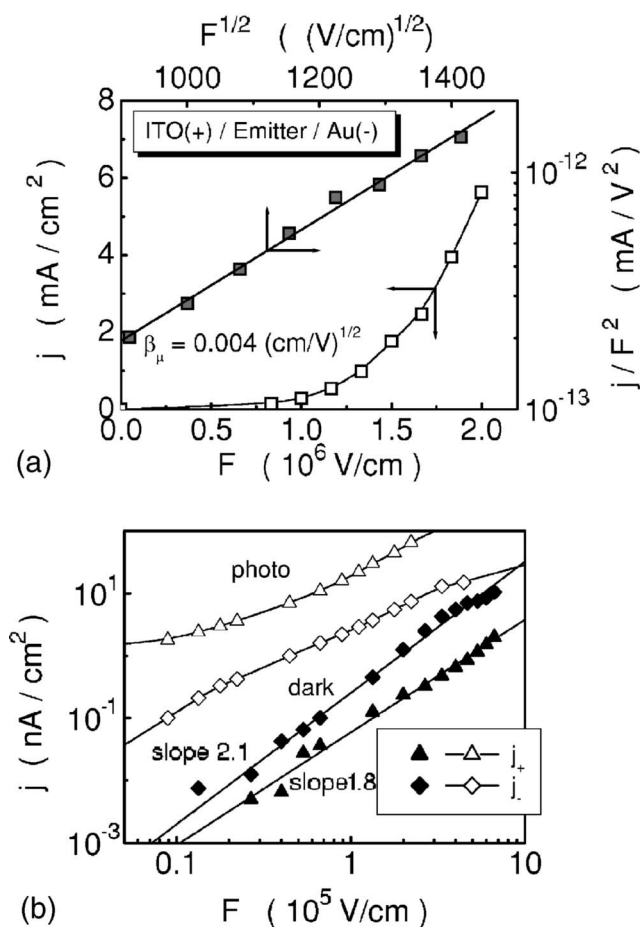 F^1/2 ( (V/cm)^1/2)
1000 1200 1400
8
6
4
2
0
j ( mA / cm^2 )
ITO(+) / Emitter / Au(-)
β_μ = 0.004 (cm/V)^1/2
10^-12
10^-13
j / F^2 ( mA / V^2 )
0.0 0.5 1.0 1.5 2.0
(a) F ( 10^6 V/cm )
10^1
10^-1
10^-3
j ( nA / cm^2 )
photo
dark
slope 2.1
slope1.8
j_+
j_-
0.1 1 10
(b) F ( 10^5 V/cm )